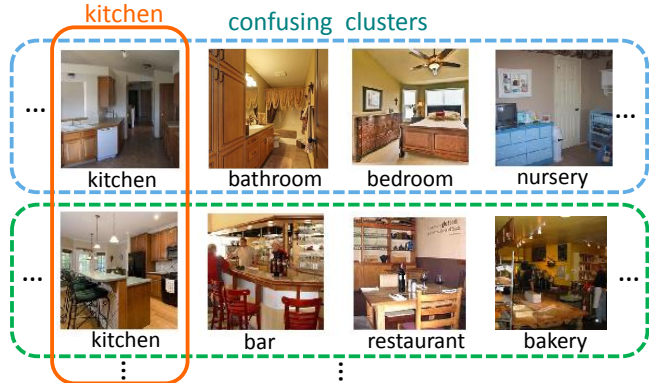 kitchen
confusing clusters
... kitchen bathroom bedroom nursery ...
... kitchen bar restaurant bakery ...
⋮ ⋮